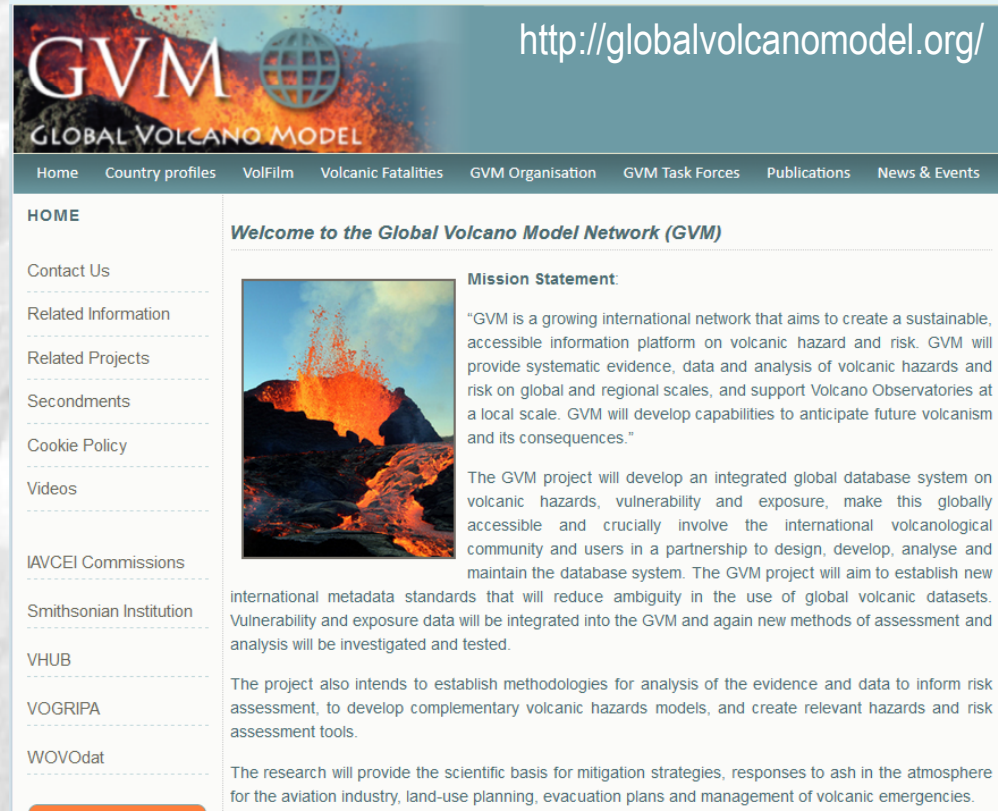 GVM
GLOBAL VOLCANO MODEL
http://globalvolcanomodel.org/
Home Country profiles VolFilm Volcanic Fatalities GVM Organisation GVM Task Forces Publications News & Events
HOME
Contact Us
Related Information
Related Projects
Secondments
Cookie Policy
Videos
IAVCEI Commissions
Smithsonian Institution
VHUB
VOGRIPA
WOVOdat
Welcome to the Global Volcano Model Network (GVM)
Mission Statement:
“GVM is a growing international network that aims to create a sustainable,
accessible information platform on volcanic hazard and risk. GVM will
provide systematic evidence, data and analysis of volcanic hazards and
risk on global and regional scales, and support Volcano Observatories at
a local scale. GVM will develop capabilities to anticipate future volcanism
and its consequences.”
The GVM project will develop an integrated global database system on
volcanic hazards, vulnerability and exposure, make this globally
accessible and crucially involve the international volcanological
community and users in a partnership to design, develop, analyse and
maintain the database system. The GVM project will aim to establish new
international metadata standards that will reduce ambiguity in the use of global volcanic datasets.
Vulnerability and exposure data will be integrated into the GVM and again new methods of assessment and
analysis will be investigated and tested.
The project also intends to establish methodologies for analysis of the evidence and data to inform risk
assessment, to develop complementary volcanic hazards models, and create relevant hazards and risk
assessment tools.
The research will provide the scientific basis for mitigation strategies, responses to ash in the atmosphere
for the aviation industry, land-use planning, evacuation plans and management of volcanic emergencies.